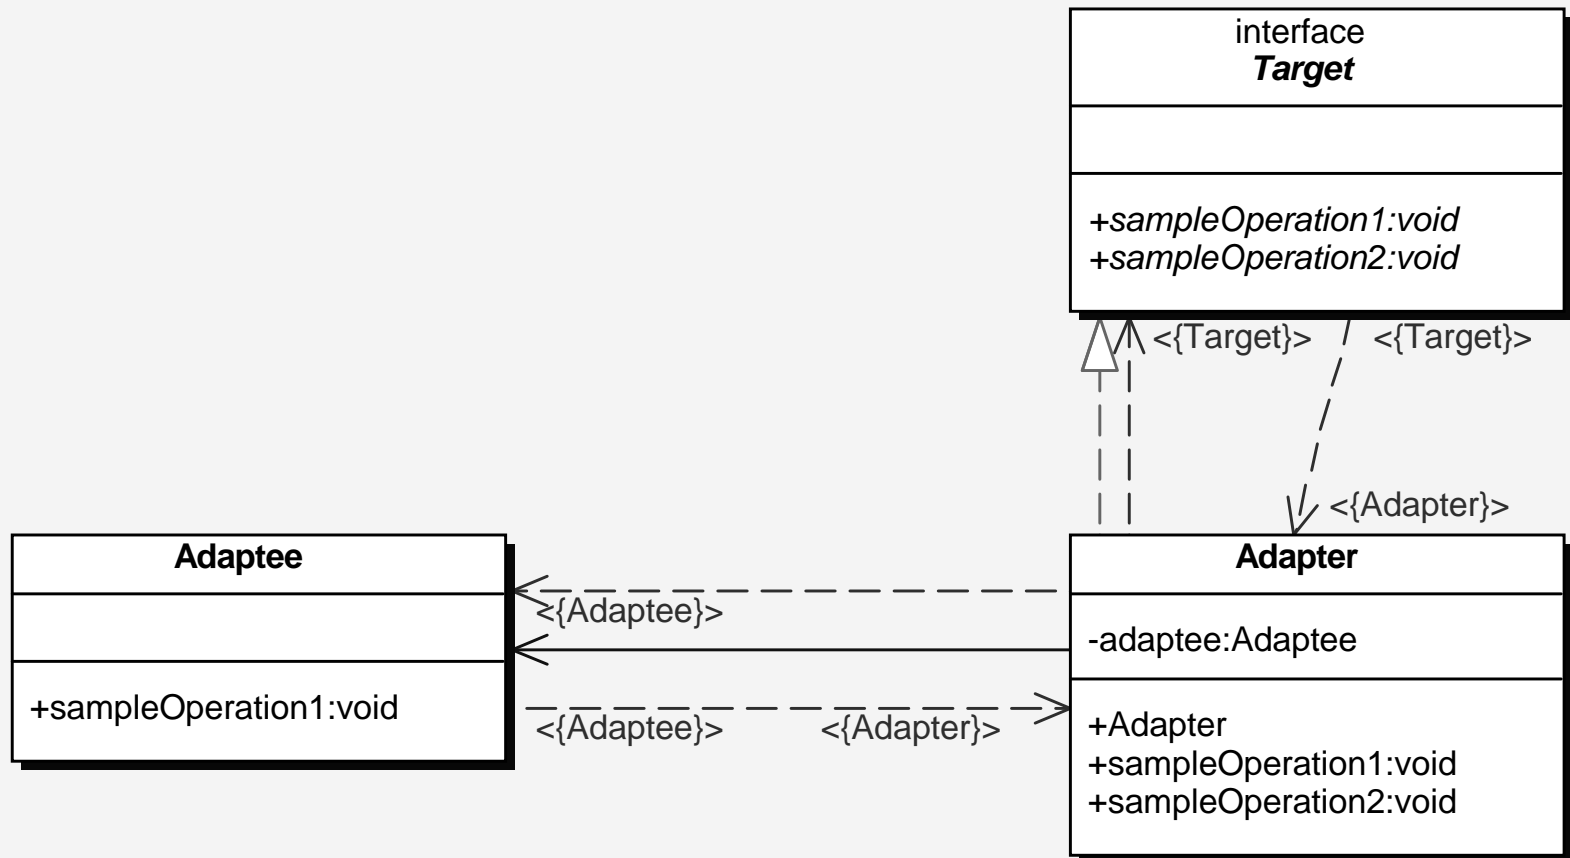 interface
Target
+sampleOperation1:void
+sampleOperation2:void
<{Target}>
<{Target}>
<{Adapter}>
Adaptee
+sampleOperation1:void
<{Adaptee}>
<{Adaptee}>
<{Adapter}>
Adapter
-adaptee:Adaptee
+Adapter
+sampleOperation1:void
+sampleOperation2:void